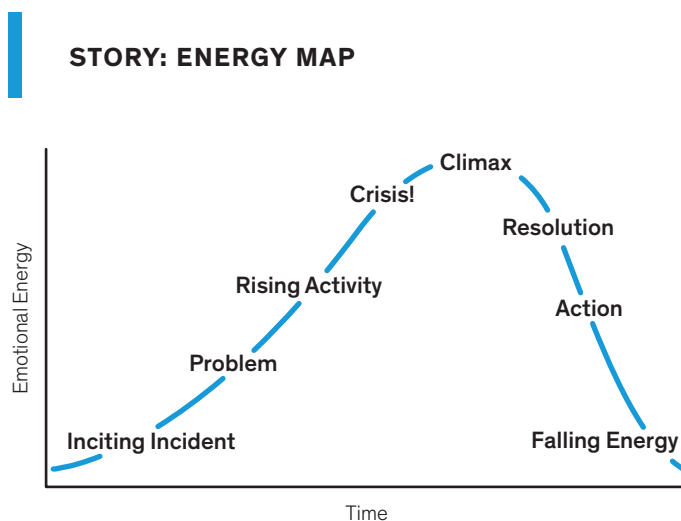 STORY: ENERGY MAP
Climax
Crisis!
Resolution
Rising Activity
Action
Problem
Inciting Incident
Falling Energy
Emotional Energy
Time